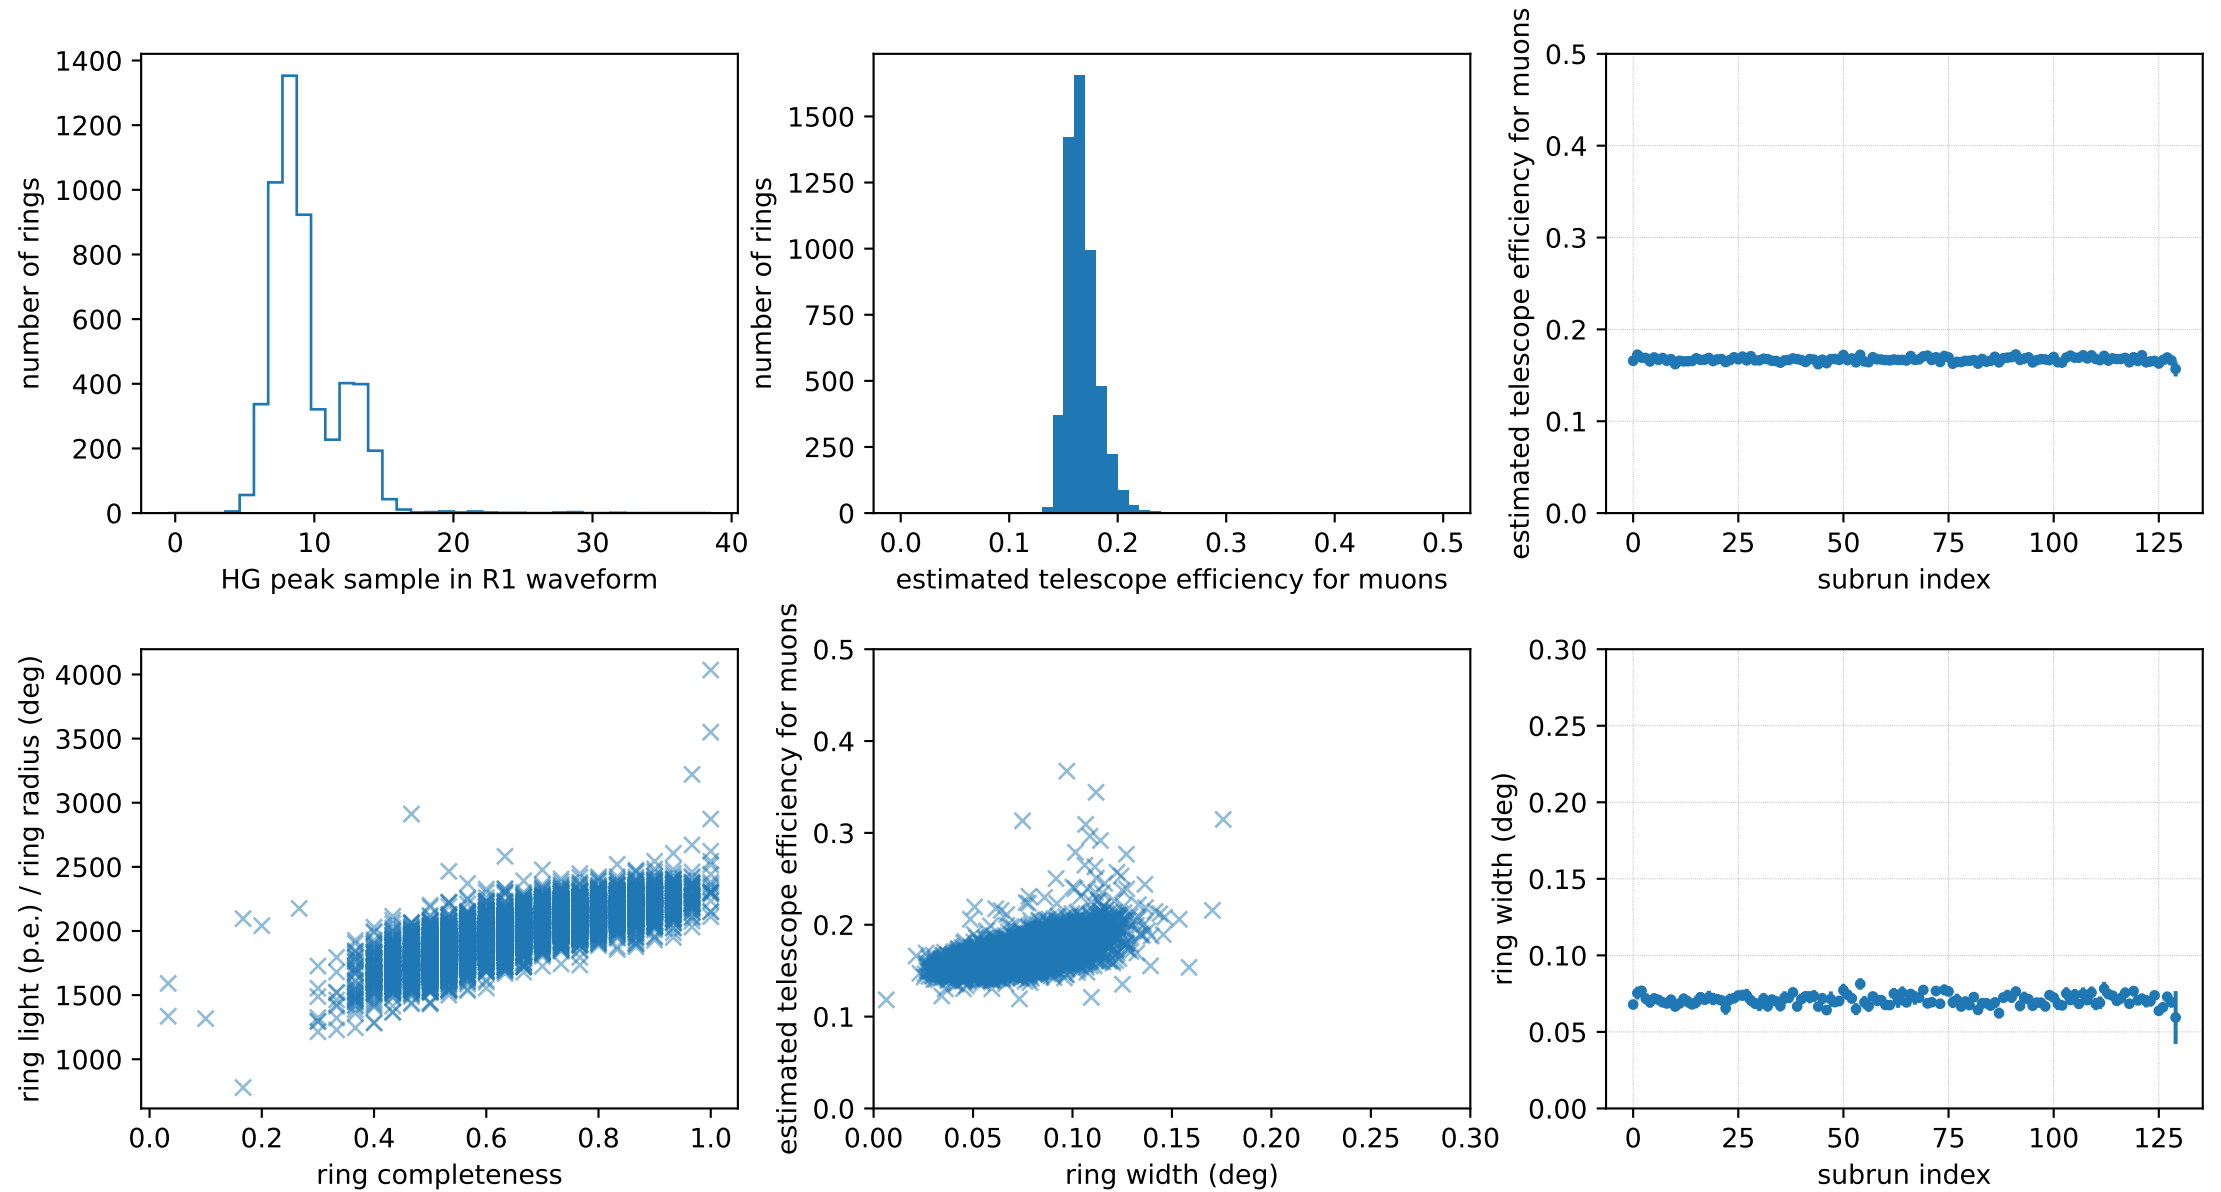 number of rings
1400
1200
1000
800
600
400
200
0
0 10 20 30 40
HG peak sample in R1 waveform
number of rings
1500
1250
1000
750
500
250
0
0.0 0.1 0.2 0.3 0.4 0.5
estimated telescope efficiency for muons
estimated telescope efficiency for muons
0.5
0.4
0.3
0.2
0.1
0.0
0 25 50 75 100 125
subrun index
ring light (p.e.) / ring radius (deg)
4000
3500
3000
2500
2000
1500
1000
0.0 0.2 0.4 0.6 0.8 1.0
ring completeness
estimated telescope efficiency for muons
0.5
0.4
0.3
0.2
0.1
0.0
0.00 0.05 0.10 0.15 0.20 0.25 0.30
ring width (deg)
ring width (deg)
0.30
0.25
0.20
0.15
0.10
0.05
0.00
0 25 50 75 100 125
subrun index